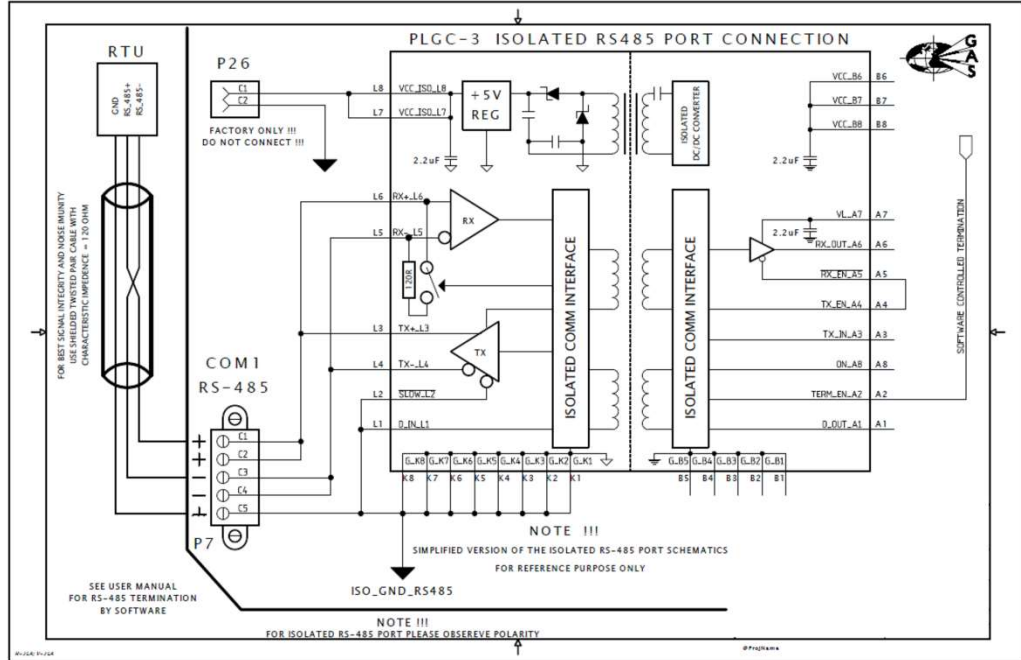 PLGC-3 ISOLATED RS485 PORT CONNECTION
GAS
RTU
GND
RS_485+
RS_485-
P26
C1
C2
FACTORY ONLY !!!
DO NOT CONNECT !!!
L8 VCC_ISO_L8
L7 VCC_ISO_L7
+5V
REG
2.2uF
ISOLATED
DC/DC CONVERTER
VCC_B6 B6
VCC_B7 B7
VCC_B8 B8
2.2uF
L6 RX+_L6
L5 RX-_L5
RX
120R
L3 TX+_L3
L4 TX-_L4
TX
L2 SLOW_L2
L1 D_IN_L1
ISOLATED COMM INTERFACE
ISOLATED COMM INTERFACE
VL_A7 A7
2.2uF
RX_OUT_A6 A6
RX_EN_A5 A5
TX_EN_A4 A4
TX_IN_A3 A3
ON_A8 A8
TERM_EN_A2 A2
D_OUT_A1 A1
SOFTWARE CONTROLLED TERMINATION
FOR BEST SIGNAL INTEGRITY AND NOISE IMUNITY
USE SHIELDED TWISTED PAIR CABLE WITH
CHARACTERISTIC IMPEDENCE = 120 OHM
COM1
RS-485
+ C1
+ C2
- C3
- C4
C5
P7
G_K8 G_K7 G_K6 G_K5 G_K4 G_K3 G_K2 G_K1
K8 K7 K6 K5 K4 K3 K2 K1
G_B5 G_B4 G_B3 G_B2 G_B1
B5 B4 B3 B2 B1
NOTE !!!
SIMPLIFIED VERSION OF THE ISOLATED RS-485 PORT SCHEMATICS
FOR REFERENCE PURPOSE ONLY
ISO_GND_RS485
SEE USER MANUAL
FOR RS-485 TERMINATION
BY SOFTWARE
NOTE !!!
FOR ISOLATED RS-485 PORT PLEASE OBSEREVE POLARITY
@ProjName